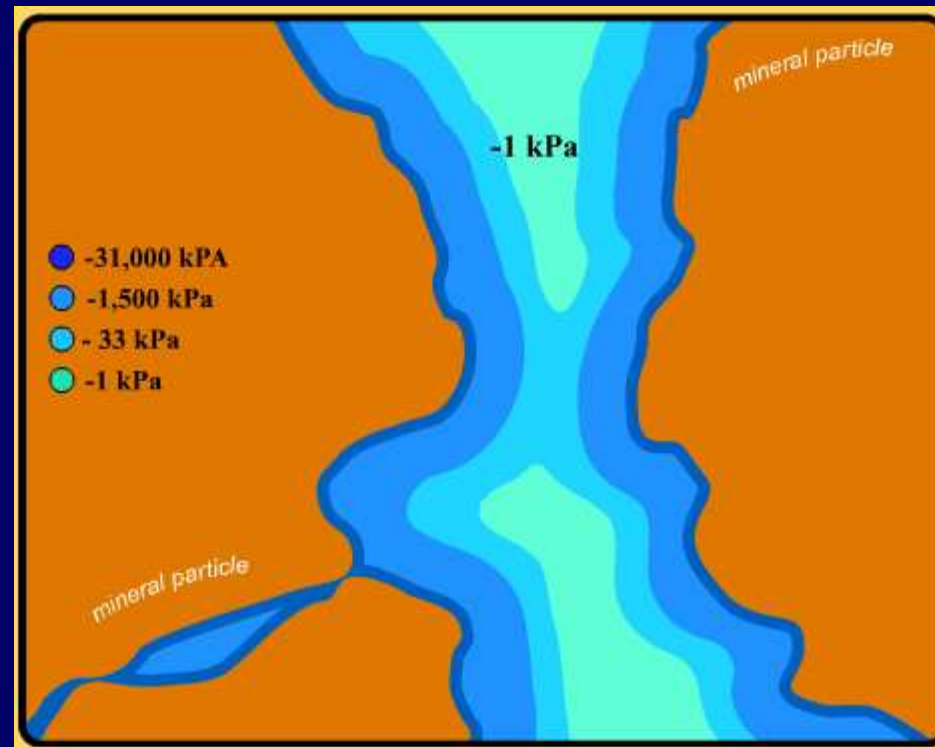 mineral particle
-1 kPa
-31,000 kPA
-1,500 kPa
- 33 kPa
-1 kPa
mineral particle